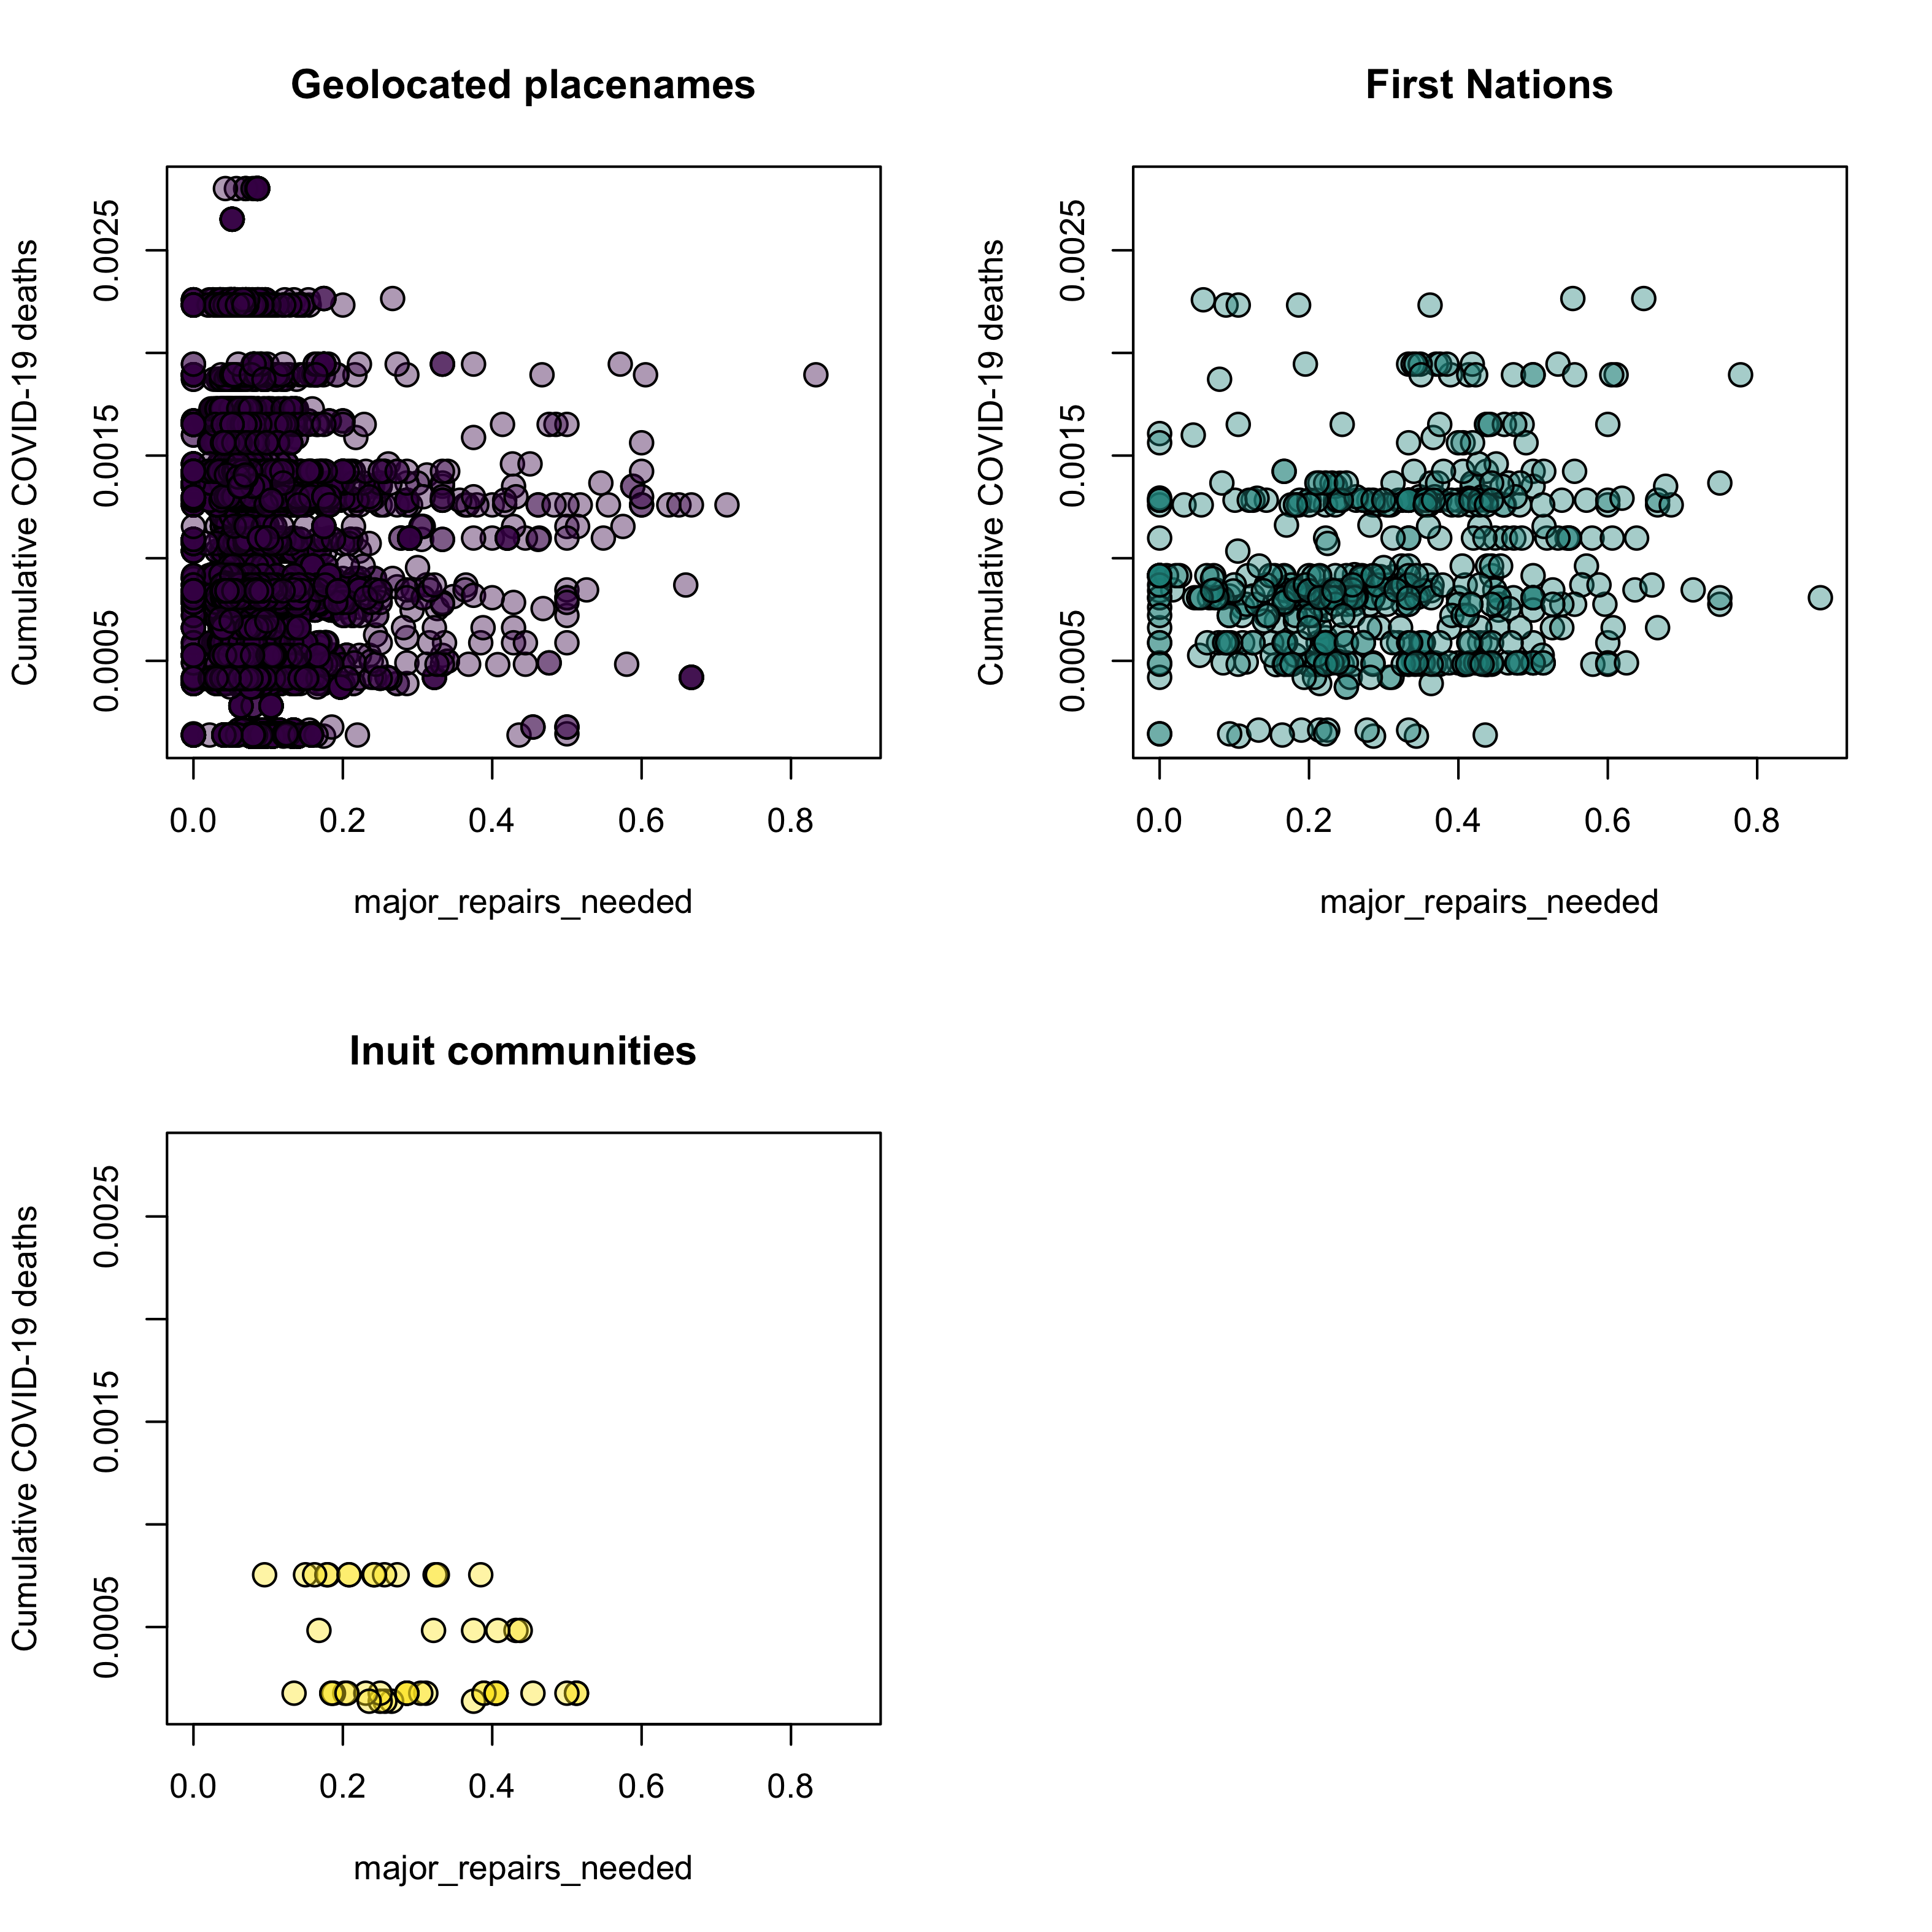 Geolocated placenames
Cumulative COVID-19 deaths
0.0025
0.0015
0.0005
0.0 0.2 0.4 0.6 0.8
major_repairs_needed
First Nations
Cumulative COVID-19 deaths
0.0025
0.0015
0.0005
0.0 0.2 0.4 0.6 0.8
major_repairs_needed
Inuit communities
Cumulative COVID-19 deaths
0.0025
0.0015
0.0005
0.0 0.2 0.4 0.6 0.8
major_repairs_needed